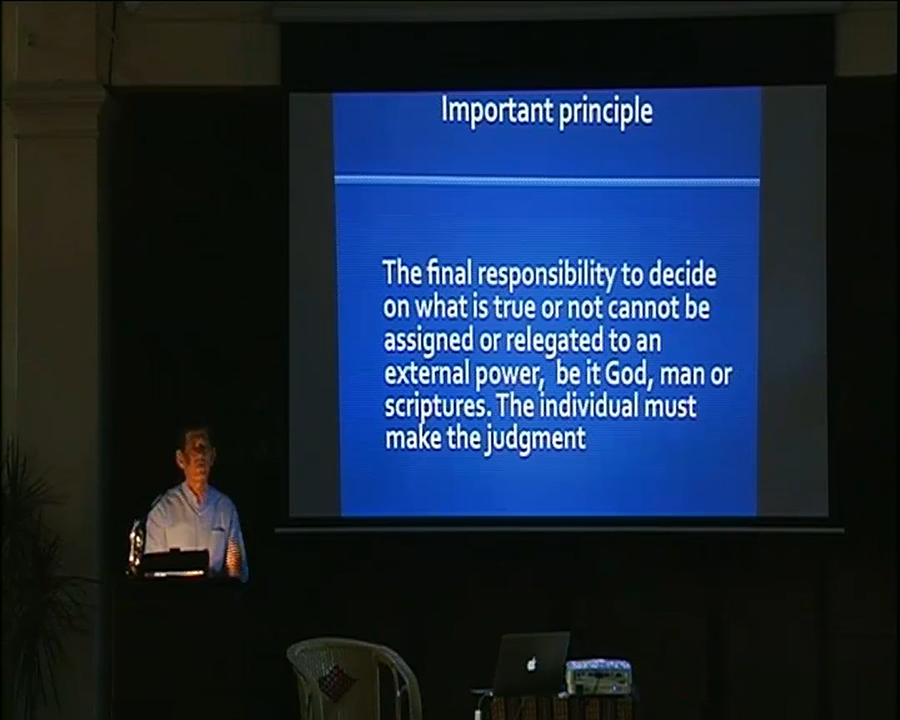 Important principle
The final responsibility to decide
on what is true or not cannot be
assigned or relegated to an
external power, be it God, man or
scriptures. The individual must
make the judgment